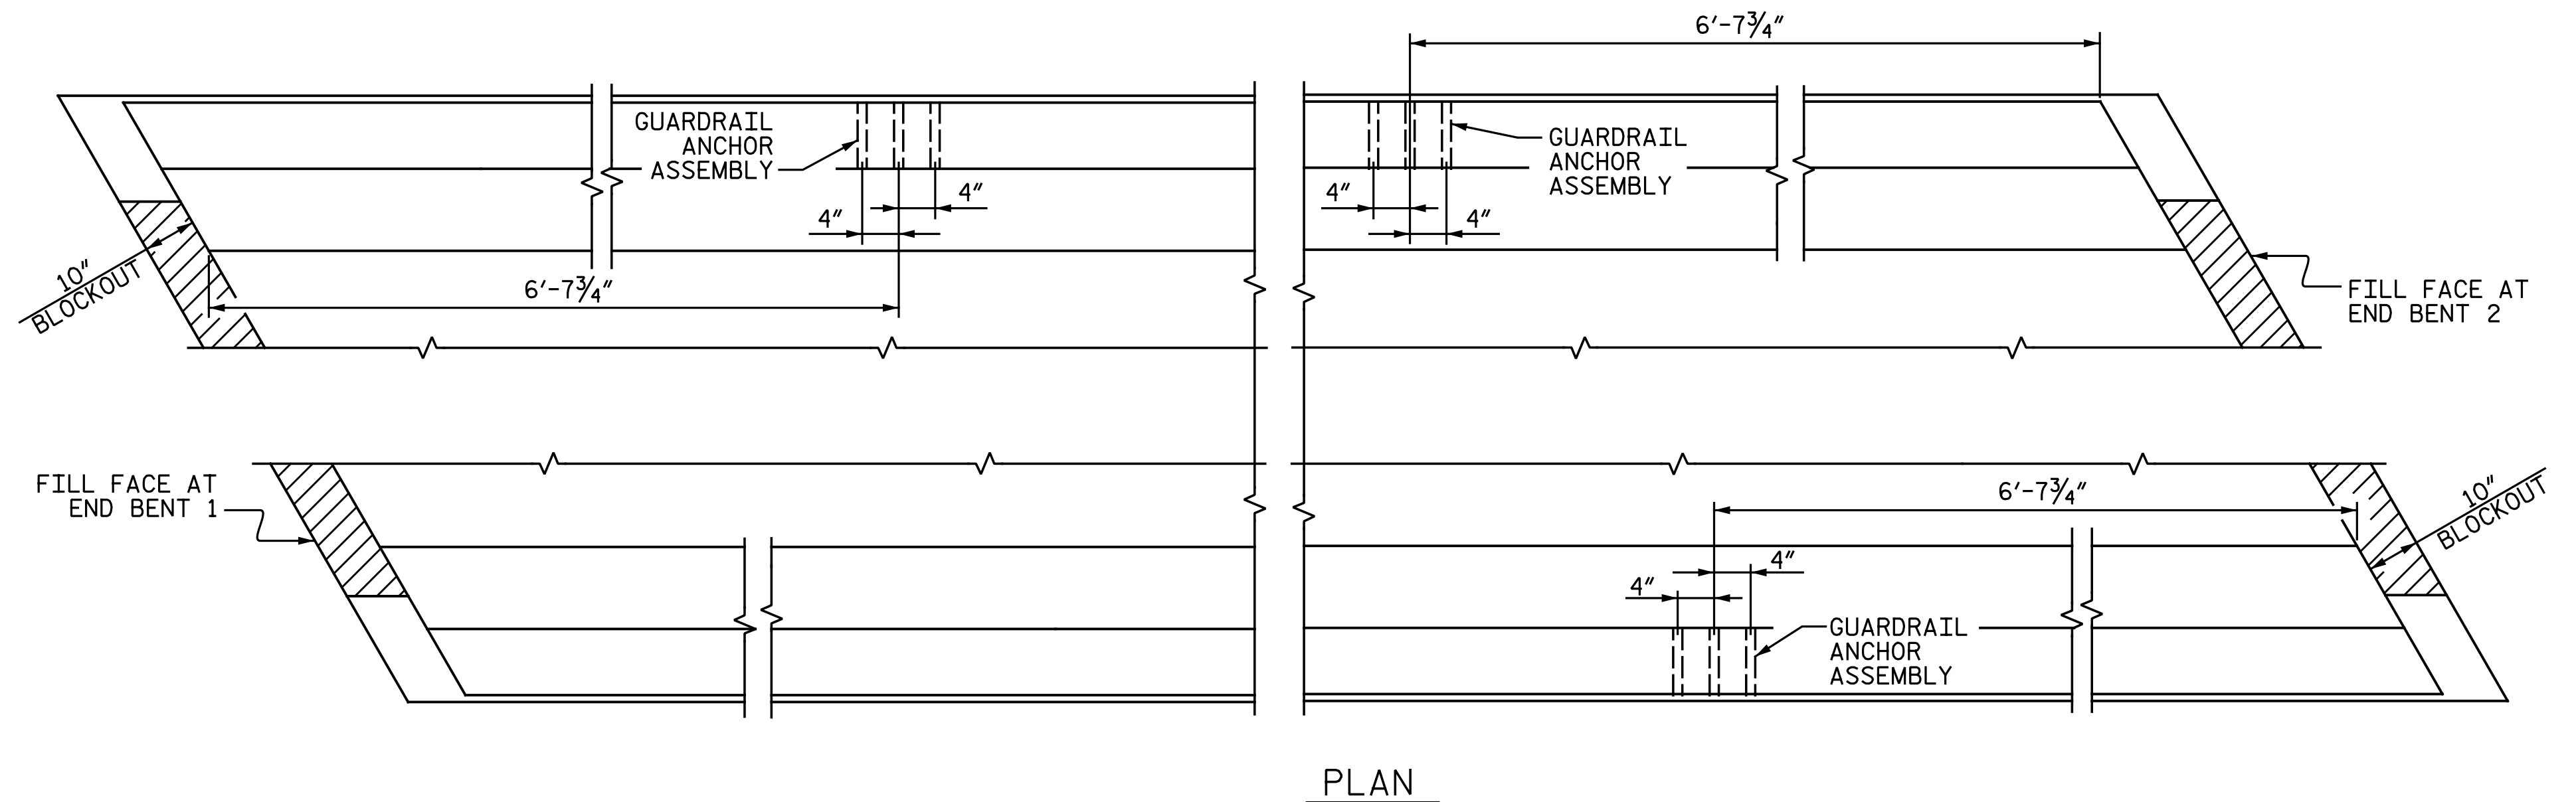 6'-7¾"
GUARDRAIL
ANCHOR
ASSEMBLY
4"
4"
10"
BLOCKOUT
6'-7¾"
GUARDRAIL
ANCHOR
ASSEMBLY
4"
4"
FILL FACE AT
END BENT 2
FILL FACE AT
END BENT 1
6'-7¾"
10"
BLOCKOUT
4"
4"
GUARDRAIL
ANCHOR
ASSEMBLY
PLAN